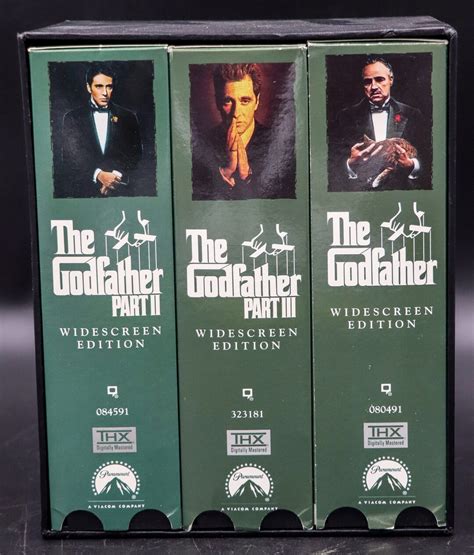 The
Godfather
PART II
WIDESCREEN
EDITION
084591
THX
Digitally Mastered
Paramount
A VIACOM COMPANY
The
Godfather
PART III
WIDESCREEN
EDITION
323181
THX
Digitally Mastered
Paramount
A VIACOM COMPANY
The
Godfather
WIDESCREEN
EDITION
080491
THX
Digitally Mastered
Paramount
A VIACOM COMPANY